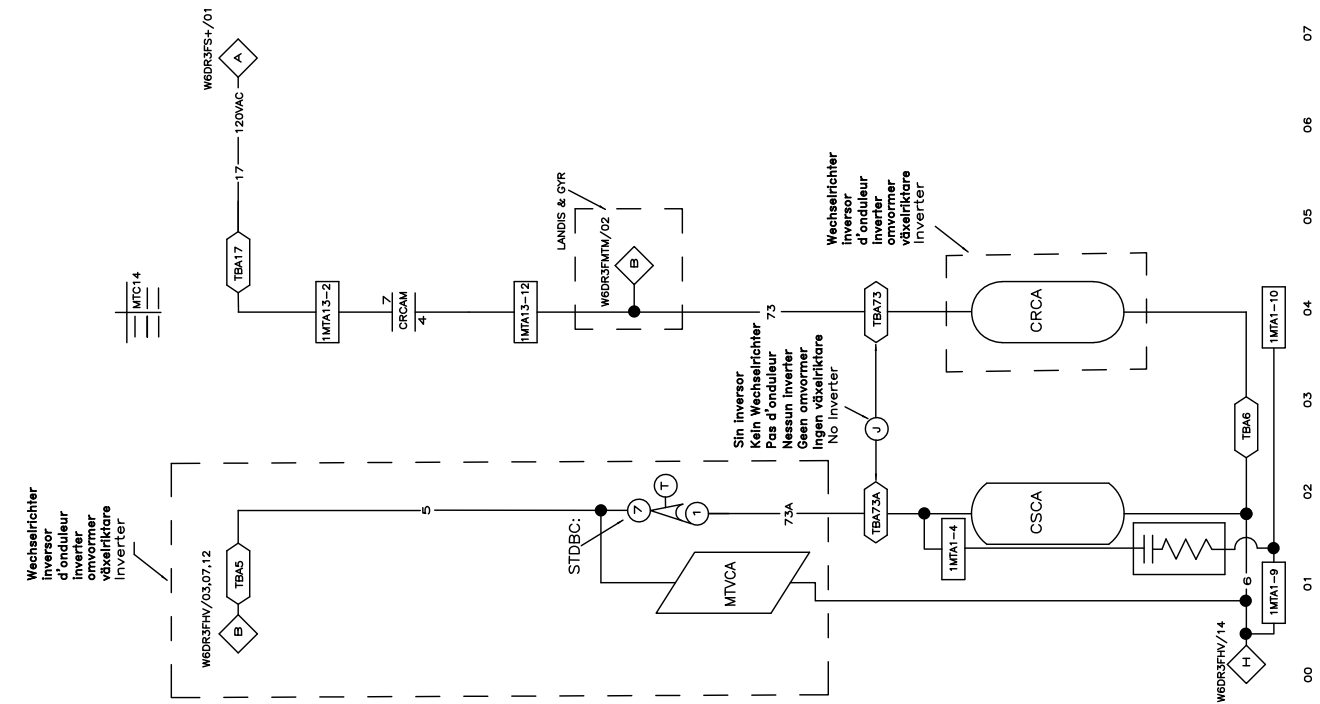 Wechselrichter
inversor
d'onduleur
inverter
omvormer
växelriktare
Inverter
W6DR3FHV/03,07,12
B
TBA5
5
STDBC:
7
T
1
73A
MTVCA
TBA73A
1MTA1-4
CSCA
6
1MTA1-9
W6DR3FHV/14
H
TBA6
1MTA1-10
Sin inversor
Kein Wechselrichter
Pas d'onduleur
Nessun inverter
Geen omvormer
Ingen växelriktare
No Inverter
J
MTC14
W6DR3FS+/01
A
120VAC
17
TBA17
1MTA13-2
7
CRCAM
4
1MTA13-12
LANDIS & GYR
W6DR3FMTM/02
B
73
TBA73
Wechselrichter
inversor
d'onduleur
inverter
omvormer
växelriktare
Inverter
CRCA
00
01
02
03
04
05
06
07